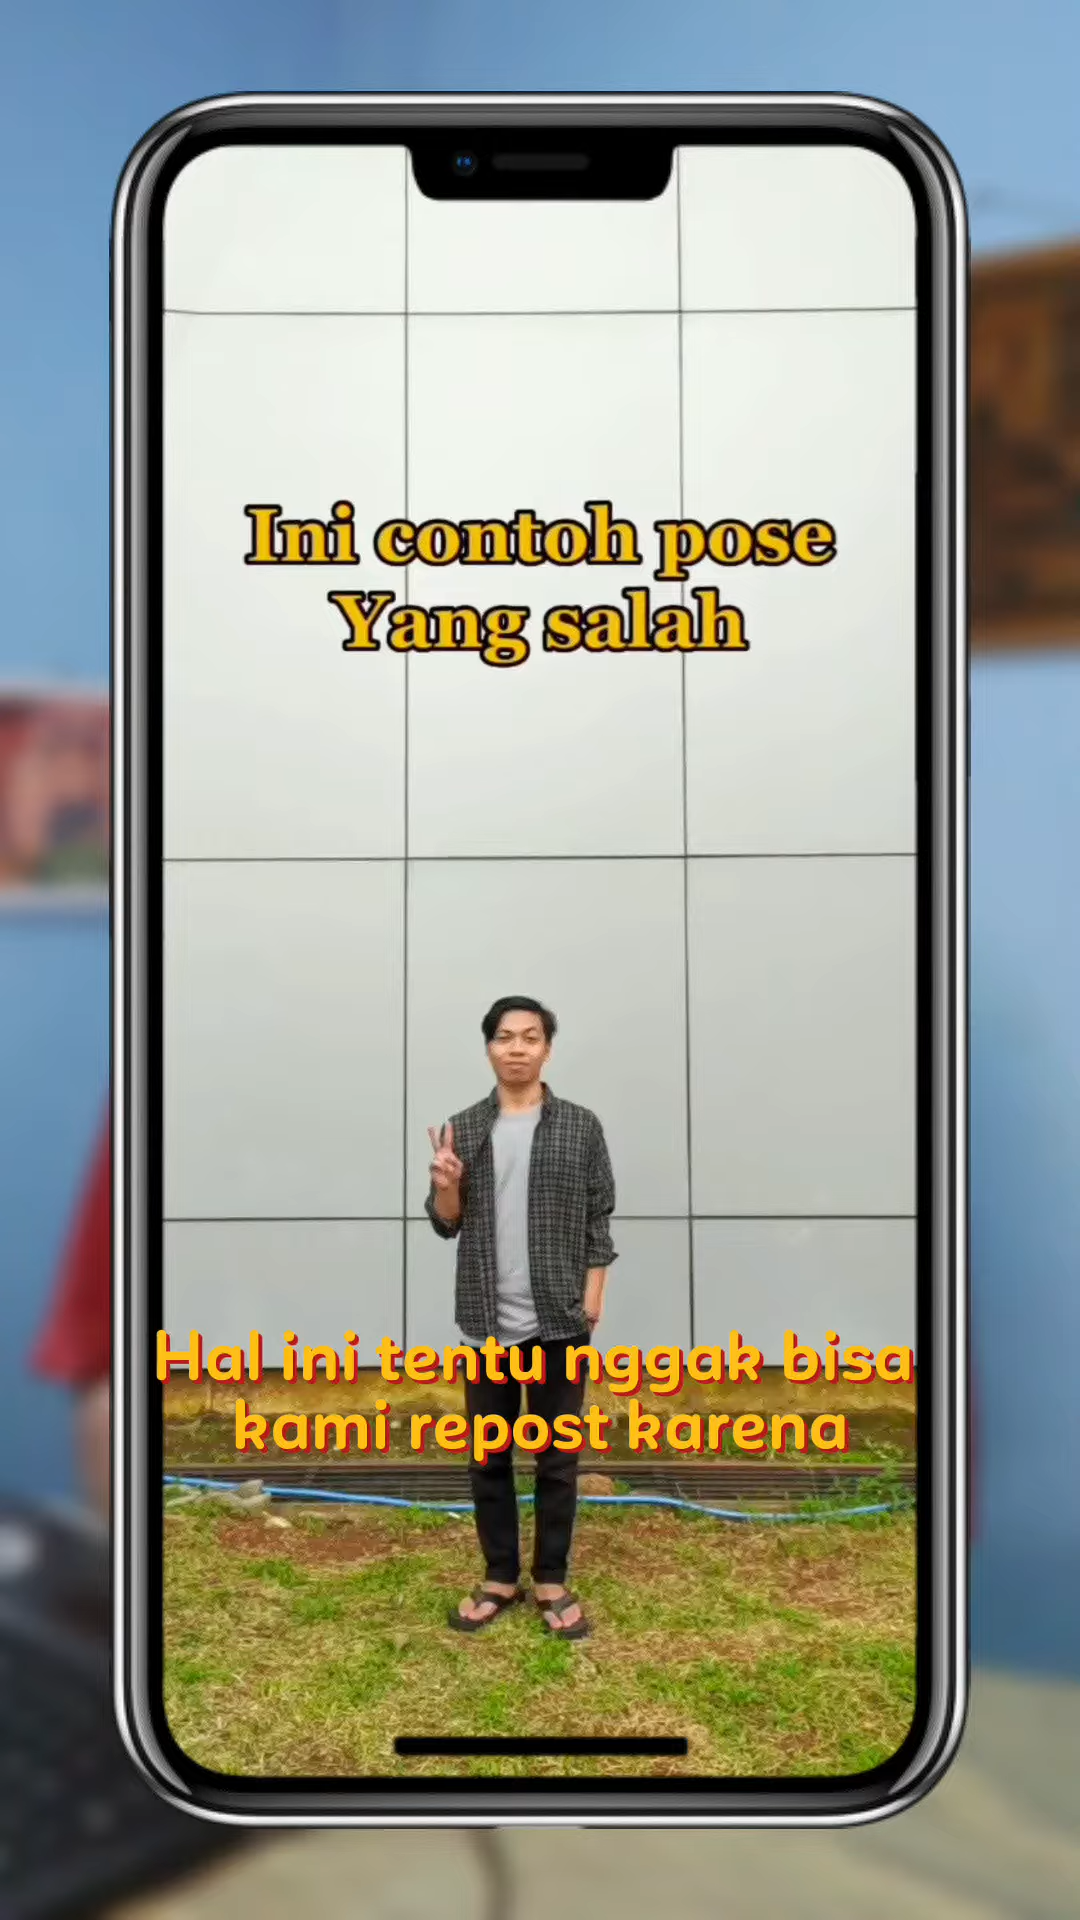 Ini contoh pose
Yang salah
Hal ini tentu nggak bisa
kami repost karena